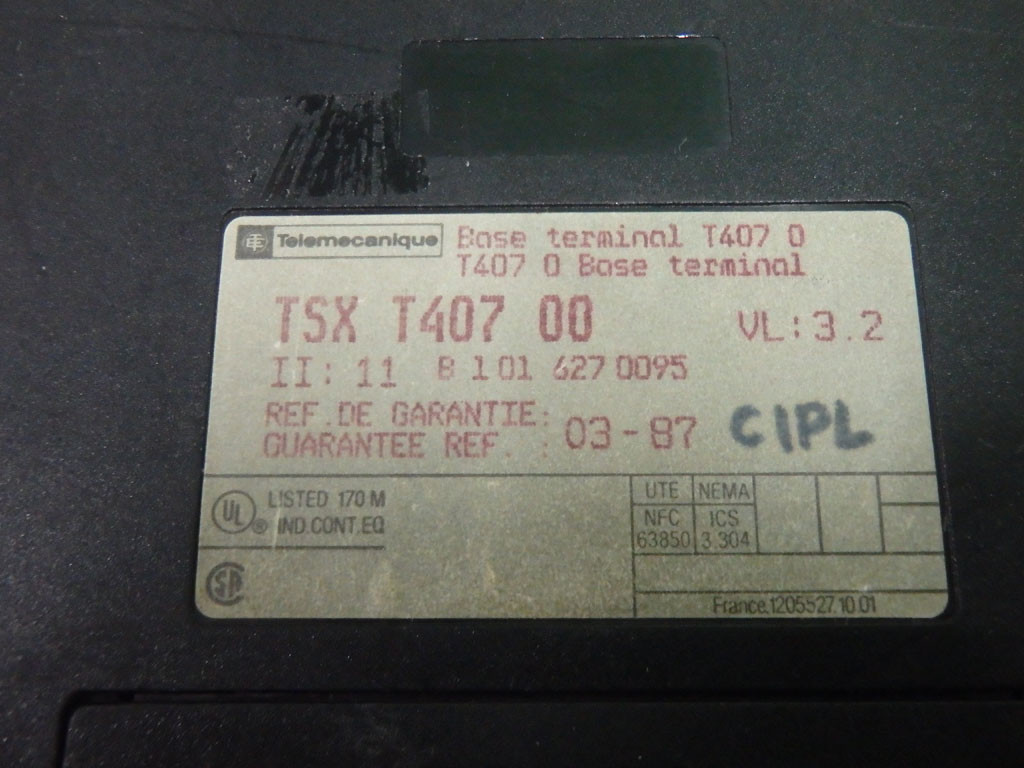 Telemecanique
Base terminal T407 0
T407 0 Base terminal
TSX T407 00
VL: 3.2
II: 11 B 1 01 627 0095
REF. DE GARANTIE:
GUARANTEE REF. :
03 - 87
CIPL
UL ® LISTED 170 M
IND. CONT. EQ
UTE NEMA
NFC ICS
63850 3.304
France.1205527.10 01